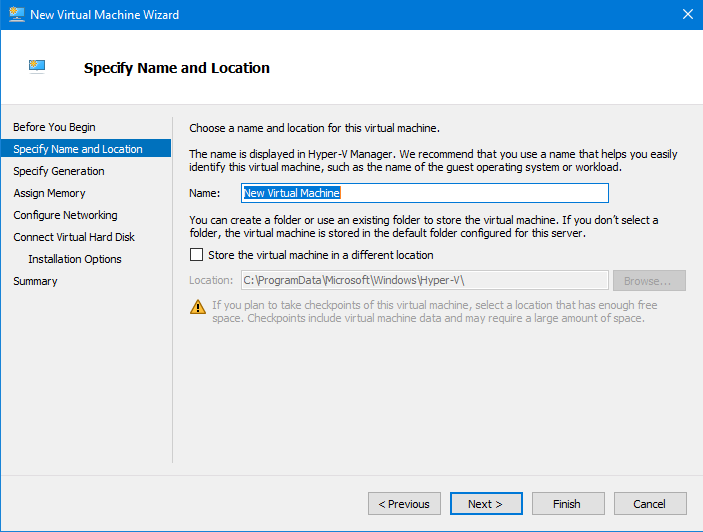 New Virtual Machine Wizard
Specify Name and Location
Before You Begin
Specify Name and Location
Specify Generation
Assign Memory
Configure Networking
Connect Virtual Hard Disk
Installation Options
Summary
Choose a name and location for this virtual machine.
The name is displayed in Hyper-V Manager. We recommend that you use a name that helps you easily
identify this virtual machine, such as the name of the guest operating system or workload.
Name: New Virtual Machine
You can create a folder or use an existing folder to store the virtual machine. If you don't select a
folder, the virtual machine is stored in the default folder configured for this server.
Store the virtual machine in a different location
Location: C:\ProgramData\Microsoft\Windows\Hyper-V\ Browse...
If you plan to take checkpoints of this virtual machine, select a location that has enough free
space. Checkpoints include virtual machine data and may require a large amount of space.
< Previous Next > Finish Cancel